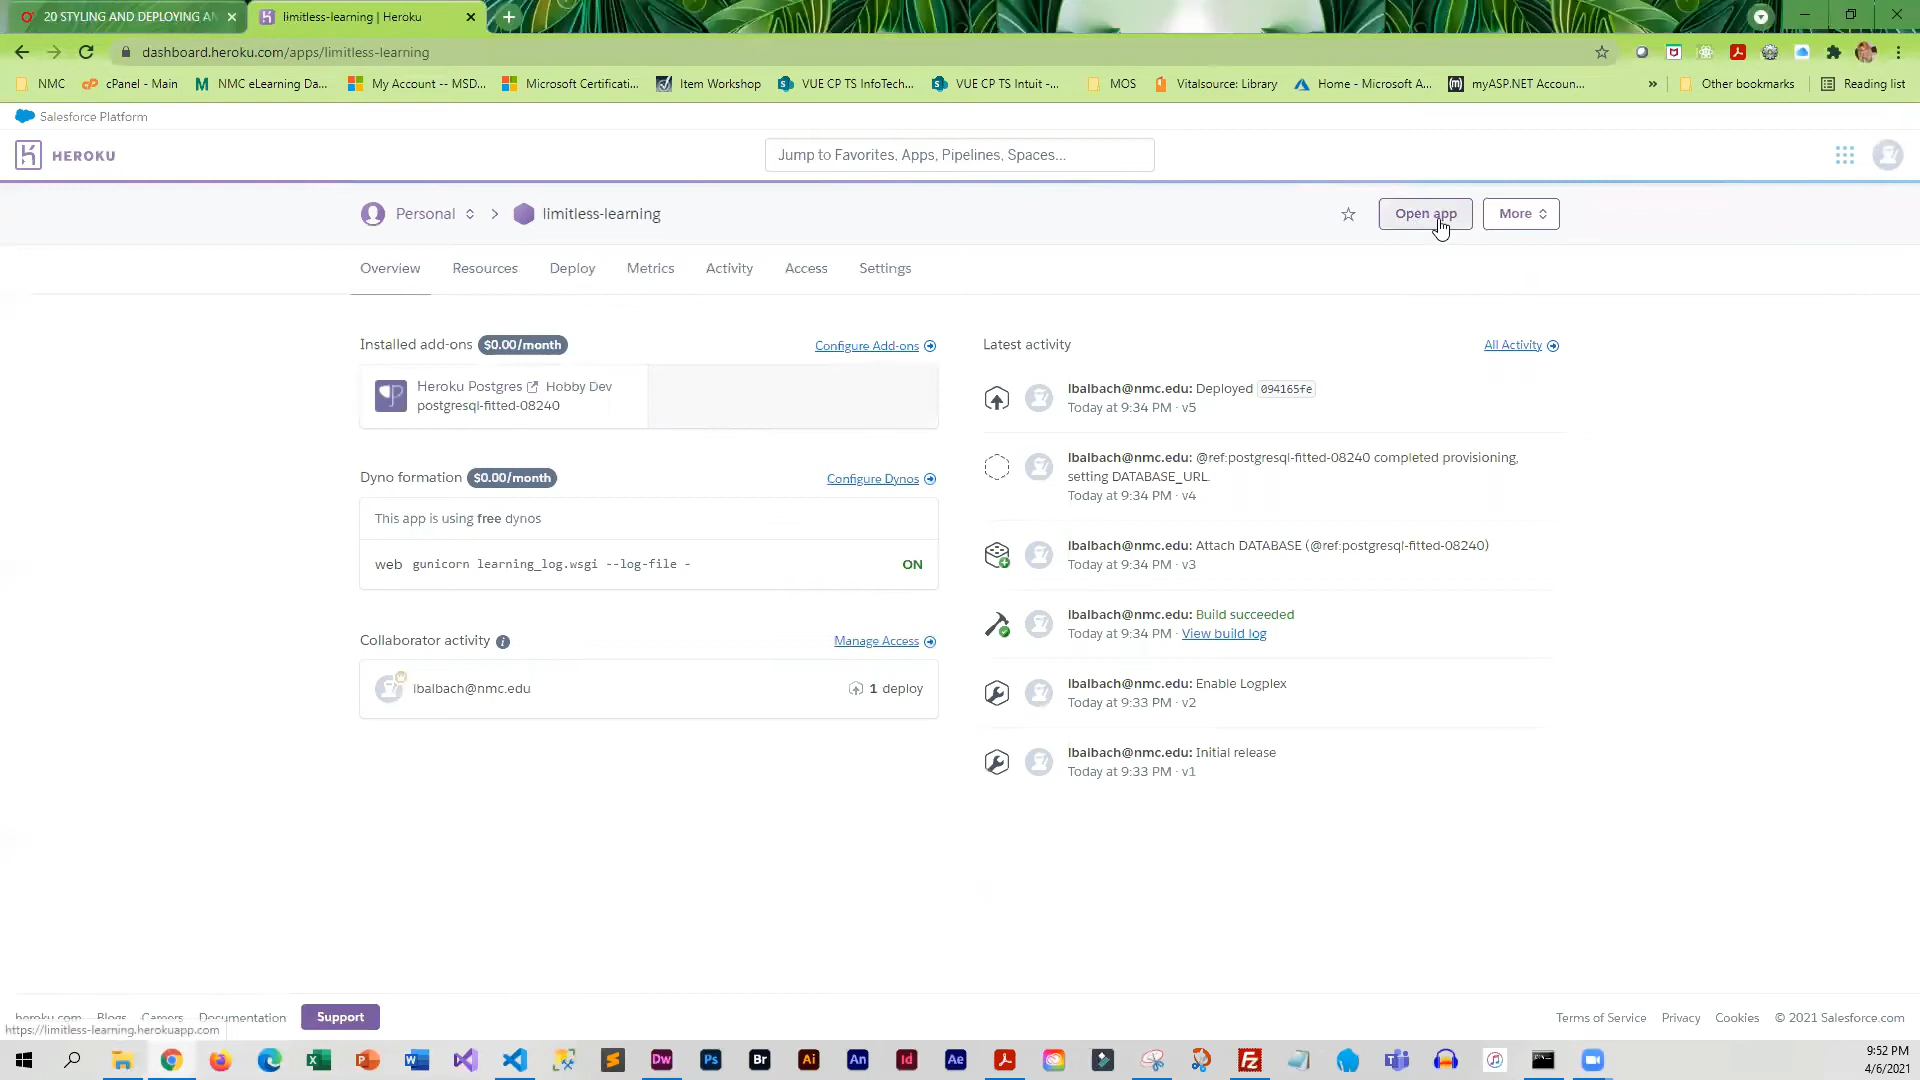 20 STYLING AND DEPLOYING AN
limitless-learning | Heroku
dashboard.heroku.com/apps/limitless-learning
NMC
cPanel - Main
NMC eLearning Da...
My Account -- MSD...
Microsoft Certificati...
Item Workshop
VUE CP TS InfoTech...
VUE CP TS Intuit -...
MOS
Vitalsource: Library
Home - Microsoft A...
myASP.NET Accoun...
»
Other bookmarks
Reading list
Salesforce Platform
HEROKU
Jump to Favorites, Apps, Pipelines, Spaces...
Personal
limitless-learning
Open app
More
Overview
Resources
Deploy
Metrics
Activity
Access
Settings
Installed add-ons $0.00/month
Configure Add-ons
Heroku Postgres Hobby Dev
postgresql-fitted-08240
Dyno formation $0.00/month
Configure Dynos
This app is using free dynos
web gunicorn learning_log.wsgi --log-file - ON
Collaborator activity
Manage Access
lbalbach@nmc.edu
1 deploy
Latest activity
All Activity
lbalbach@nmc.edu: Deployed 094165fe
Today at 9:34 PM · v5
lbalbach@nmc.edu: @ref:postgresql-fitted-08240 completed provisioning,
setting DATABASE_URL.
Today at 9:34 PM · v4
lbalbach@nmc.edu: Attach DATABASE (@ref:postgresql-fitted-08240)
Today at 9:34 PM · v3
lbalbach@nmc.edu: Build succeeded
Today at 9:34 PM · View build log
lbalbach@nmc.edu: Enable Logplex
Today at 9:33 PM · v2
lbalbach@nmc.edu: Initial release
Today at 9:33 PM · v1
heroku.com
Blogs
Careers
Documentation
Support
Terms of Service
Privacy
Cookies
© 2021 Salesforce.com
https://limitless-learning.herokuapp.com
Dw
Ps
Br
Ai
An
Id
Ae
9:52 PM
4/6/2021